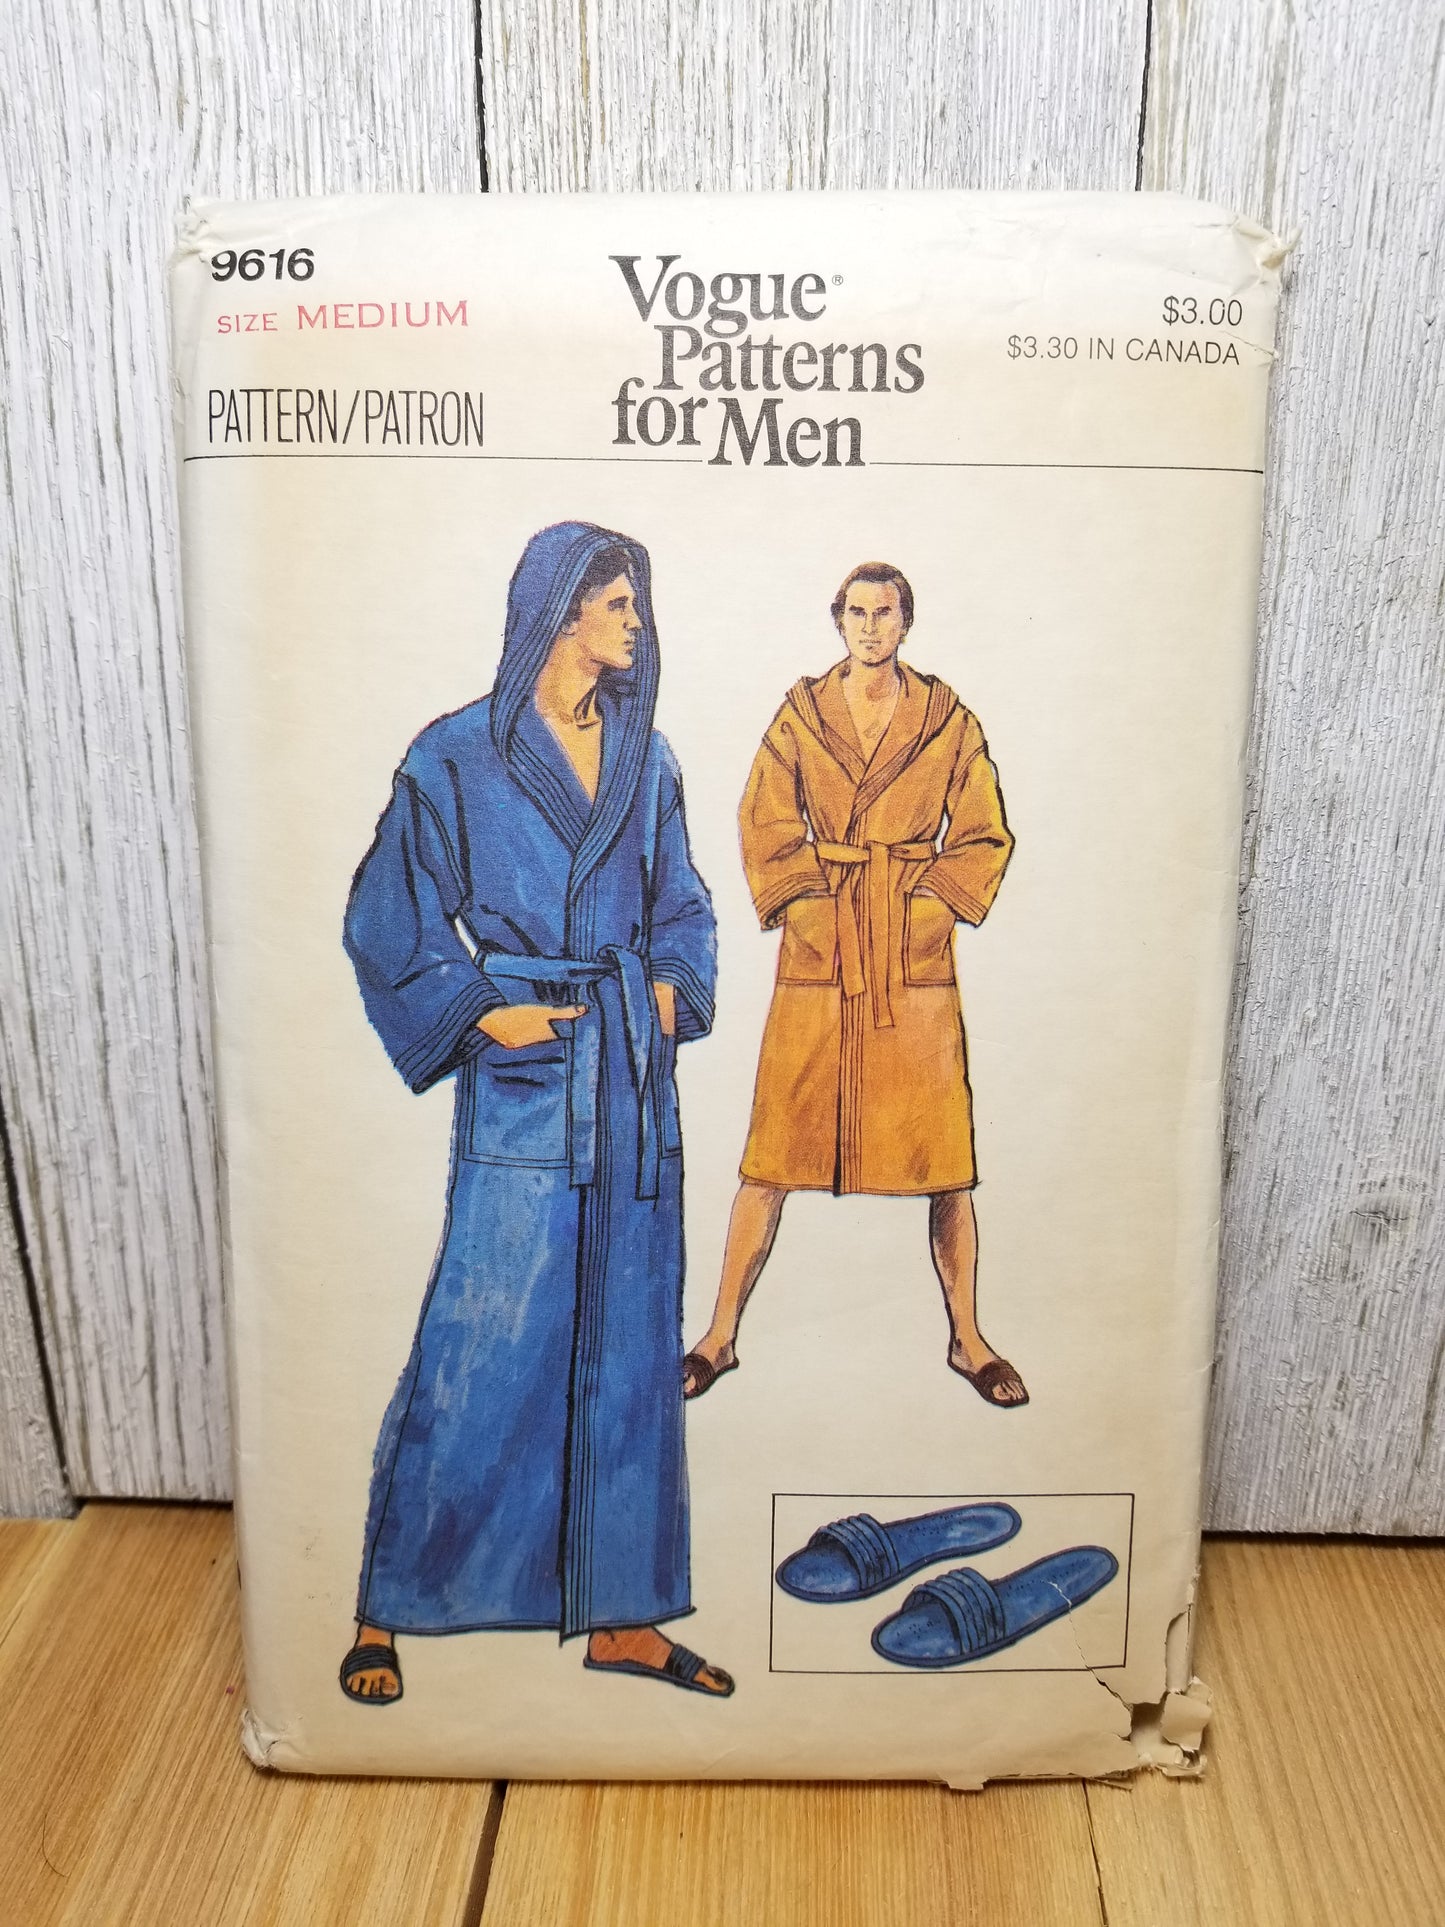 9616
SIZE MEDIUM
PATTERN/PATRON
Vogue®
Patterns
for Men
$3.00
$3.30 IN CANADA